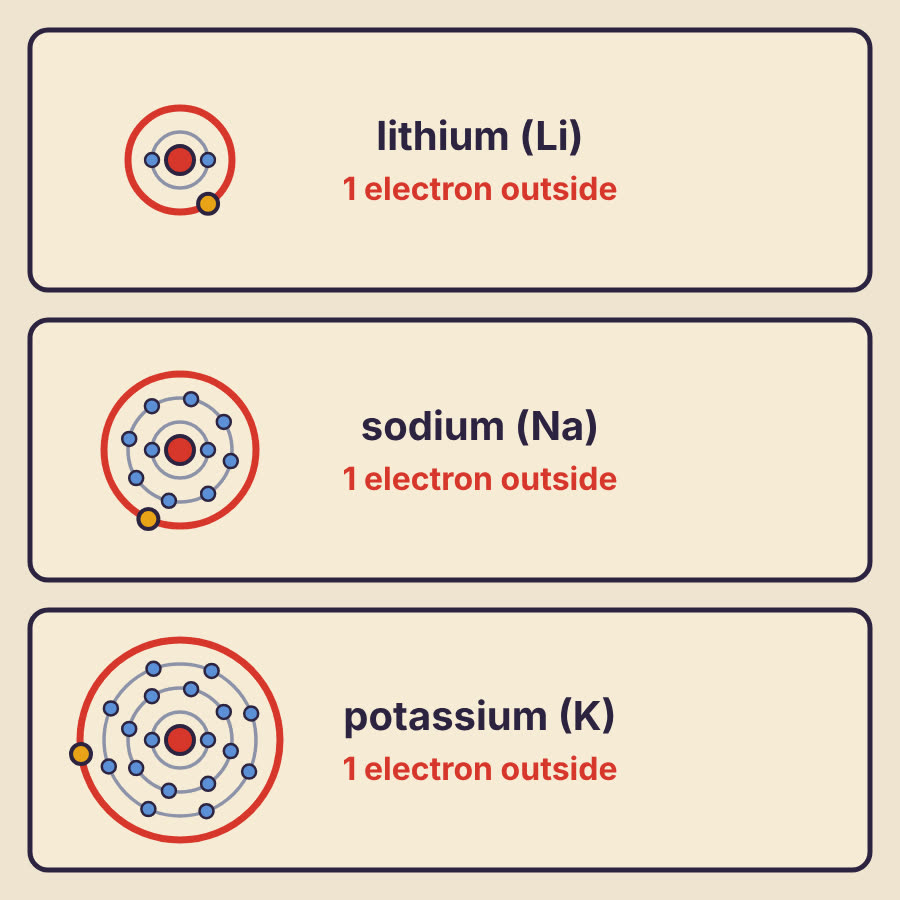 lithium (Li)
1 electron outside
sodium (Na)
1 electron outside
potassium (K)
1 electron outside